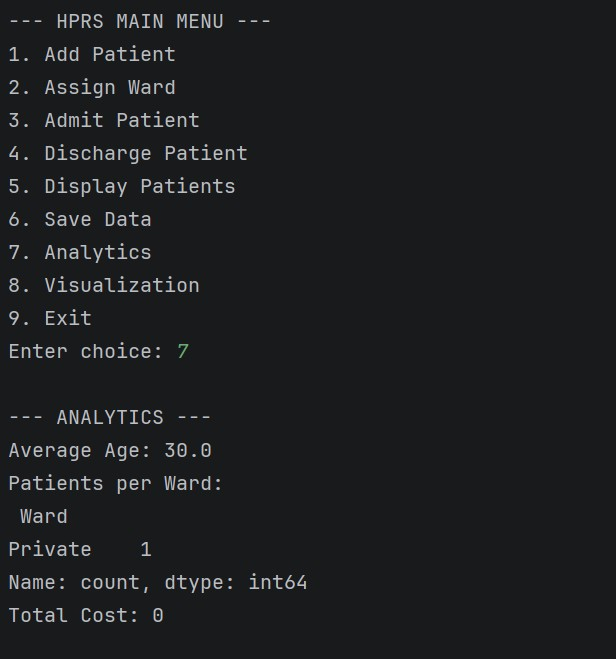 --- HPRS MAIN MENU ---
1. Add Patient
2. Assign Ward
3. Admit Patient
4. Discharge Patient
5. Display Patients
6. Save Data
7. Analytics
8. Visualization
9. Exit
Enter choice: 7
--- ANALYTICS ---
Average Age: 30.0
Patients per Ward:
 Ward
Private    1
Name: count, dtype: int64
Total Cost: 0